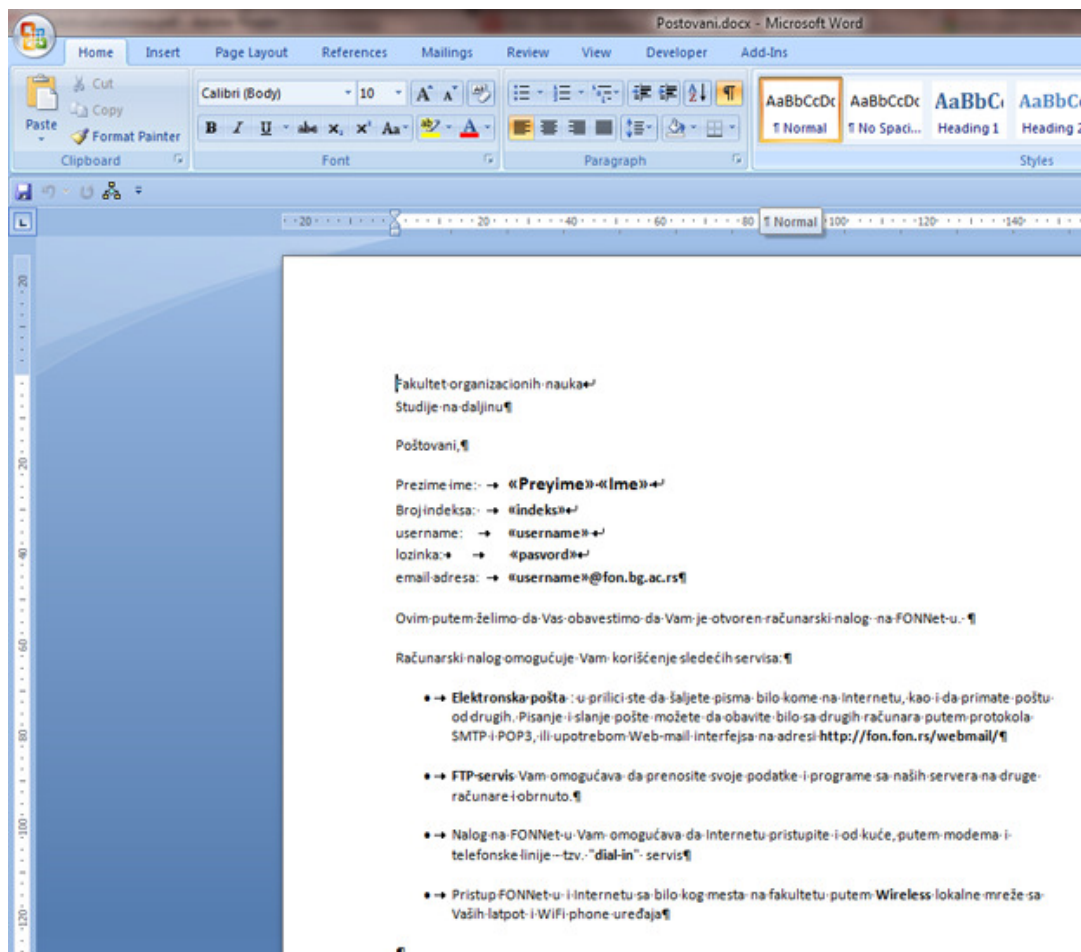 Postovani.docx - Microsoft Word
Home Insert Page Layout References Mailings Review View Developer Add-Ins
Cut
Copy
Format Painter
Paste
Calibri (Body) 10
AaBbCcDc AaBbCcDc AaBbC AaBbC
¶ Normal ¶ No Spaci... Heading 1 Heading 2
Clipboard Font Paragraph Styles
20 20 40 60 80 ¶ Normal 100 120 140
Fakultet organizacionih nauka
Studije na daljinu¶
Poštovani,¶
Prezime ime: «Preyime» «Ime»
Broj indeksa: «indeks»
username: «username»
lozinka: «pasvord»
email adresa: «username»@fon.bg.ac.rs¶
Ovim putem želimo da Vas obavestimo da Vam je otvoren računarski nalog na FONNet-u. ¶
Računarski nalog omogućuje Vam korišćenje sledećih servisa:¶
• Elektronska pošta : u prilici ste da šaljete pisma bilo kome na Internetu, kao i da primate poštu
od drugih. Pisanje i slanje pošte možete da obavite bilo sa drugih računara putem protokola
SMTP i POP3, ili upotrebom Web-mail interfejsa na adresi http://fon.fon.rs/webmail/¶
• FTP servis Vam omogućava da prenosite svoje podatke i programe sa naših servera na druge
računare i obrnuto.¶
• Nalog na FONNet-u Vam omogućava da Internetu pristupite i od kuće, putem modema i
telefonske linije – tzv. "dial-in" servis¶
• Pristup FONNet-u i Internetu sa bilo kog mesta na fakultetu putem Wireless lokalne mreže sa
Vaših latpot i WiFi phone uređaja¶